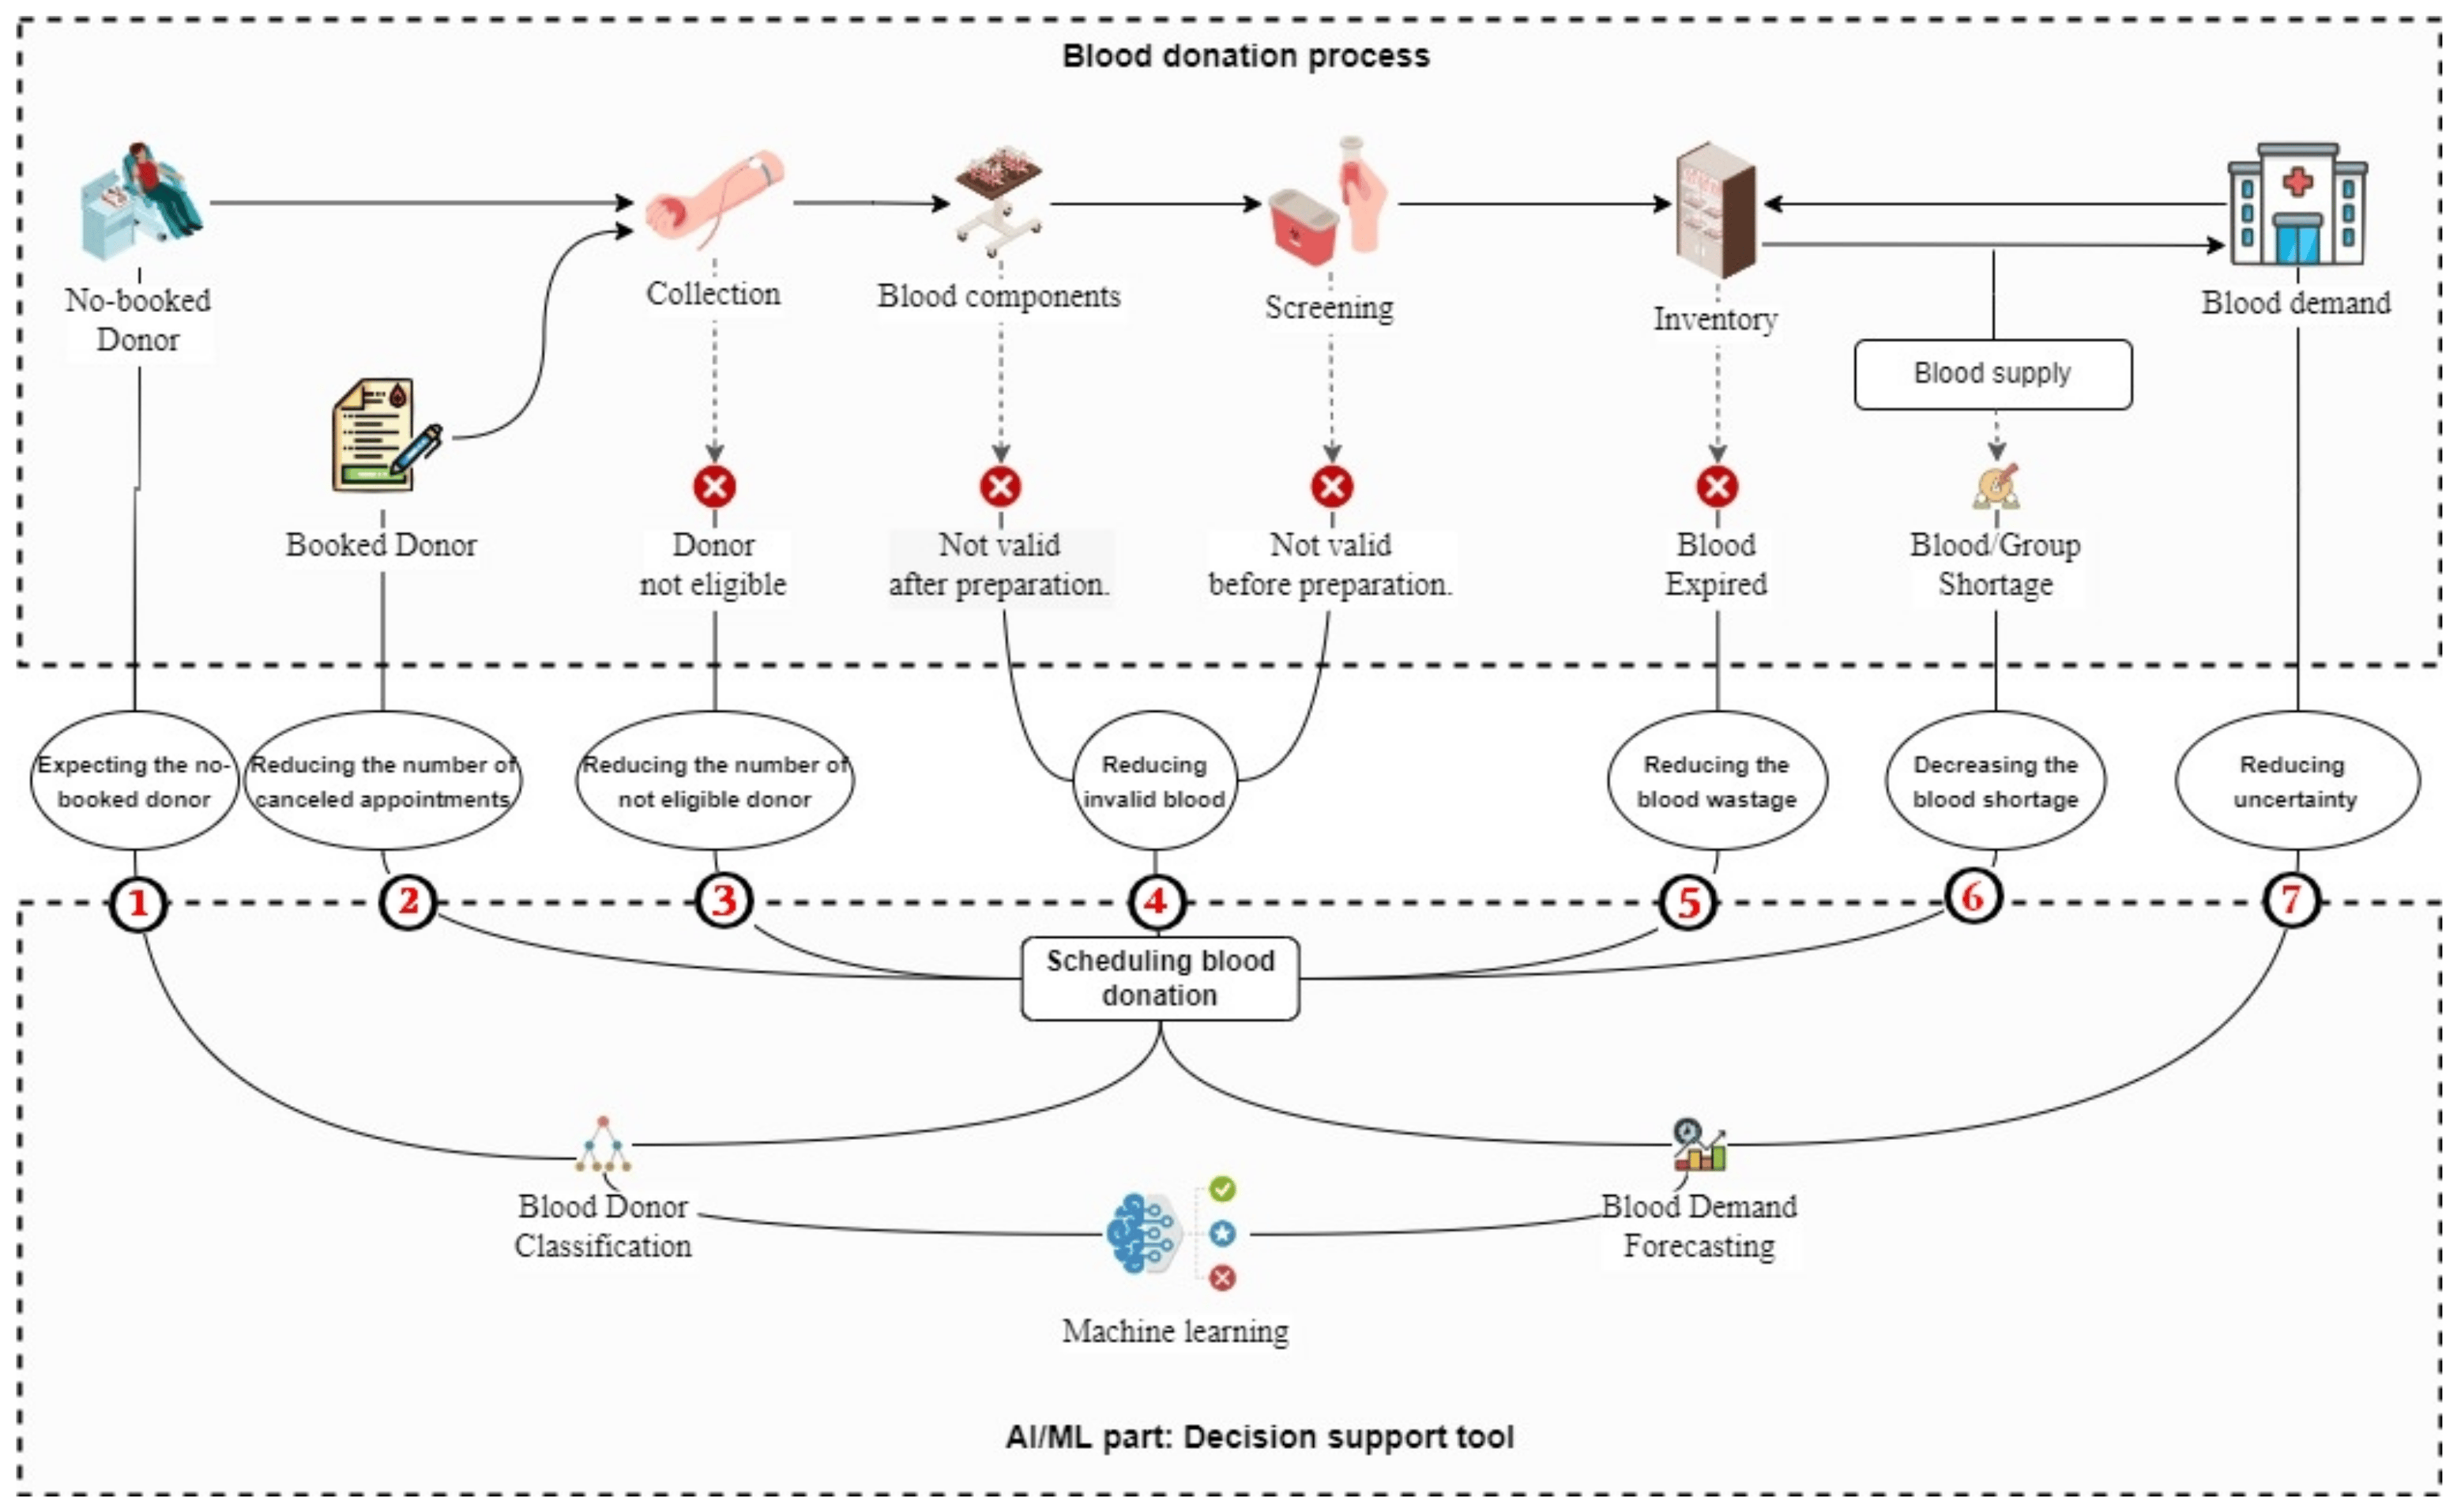 Blood donation process
No-booked
Donor
Collection
Blood components
Screening
Inventory
Blood demand
Blood supply
Booked Donor
Donor
not eligible
Not valid
after preparation.
Not valid
before preparation.
Blood
Expired
Blood/Group
Shortage
Expecting the no-
booked donor
Reducing the number of
canceled appointments
Reducing the number of
not eligible donor
Reducing
invalid blood
Reducing the
blood wastage
Decreasing the
blood shortage
Reducing
uncertainty
1
2
3
4
5
6
7
Scheduling blood
donation
Blood Donor
Classification
Blood Demand
Forecasting
Machine learning
AI/ML part: Decision support tool